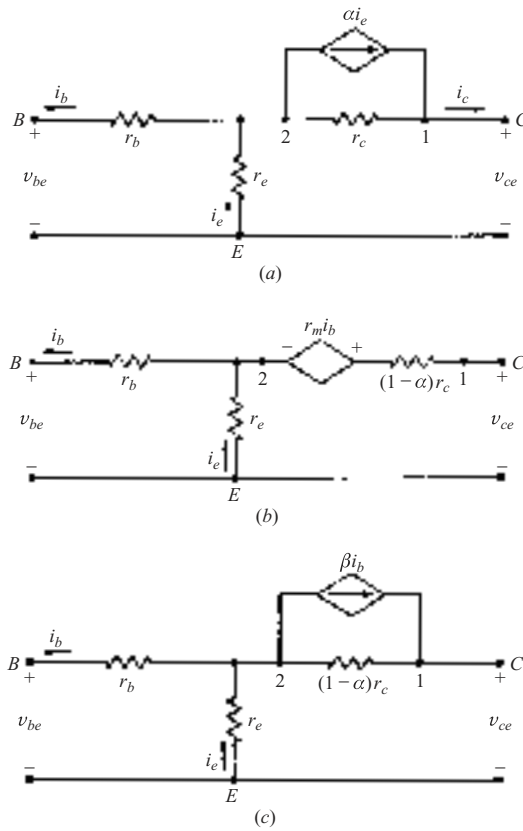 αi_e
i_b
i_c
B
C
+
r_b
2
r_c
1
+
v_be
r_e
v_ce
i_e
−
−
E
(a)
r_m i_b
i_b
− +
B
2
1
C
+
r_b
(1 − α)r_c
+
v_be
r_e
v_ce
i_e
−
−
E
(b)
βi_b
i_b
B
C
+
r_b
2
(1 − α)r_c
1
+
v_be
r_e
v_ce
i_e
−
−
E
(c)